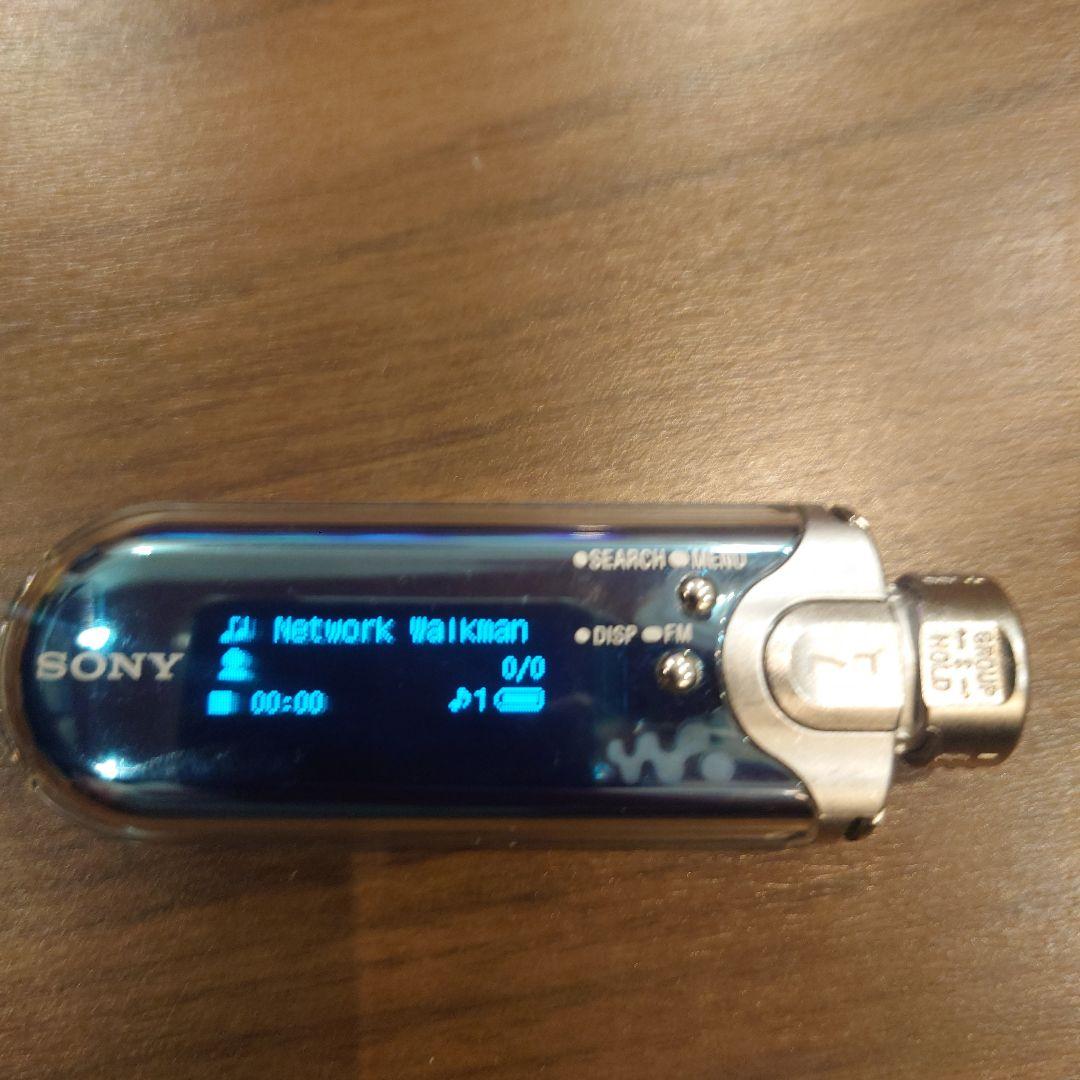 SONY
Network Walkman
0/0
00:00
1
SEARCH MENU
DISP FM
GROUP
HOLD